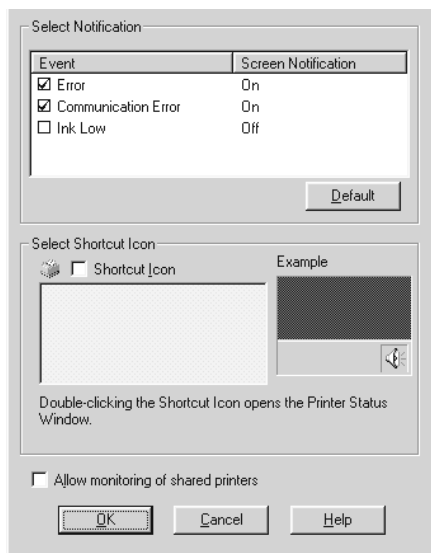 Select Notification
Event Screen Notification
Error On
Communication Error On
Ink Low Off
Default
Select Shortcut Icon
Shortcut Icon
Example
Double-clicking the Shortcut Icon opens the Printer Status
Window.
Allow monitoring of shared printers
OK Cancel Help